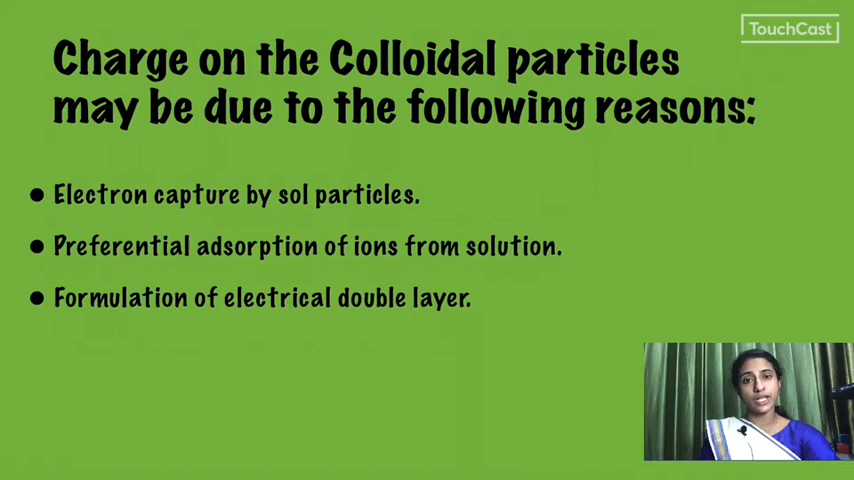 TouchCast
Charge on the Colloidal particles
may be due to the following reasons:
• Electron capture by sol particles.
• Preferential adsorption of ions from solution.
• Formulation of electrical double layer.